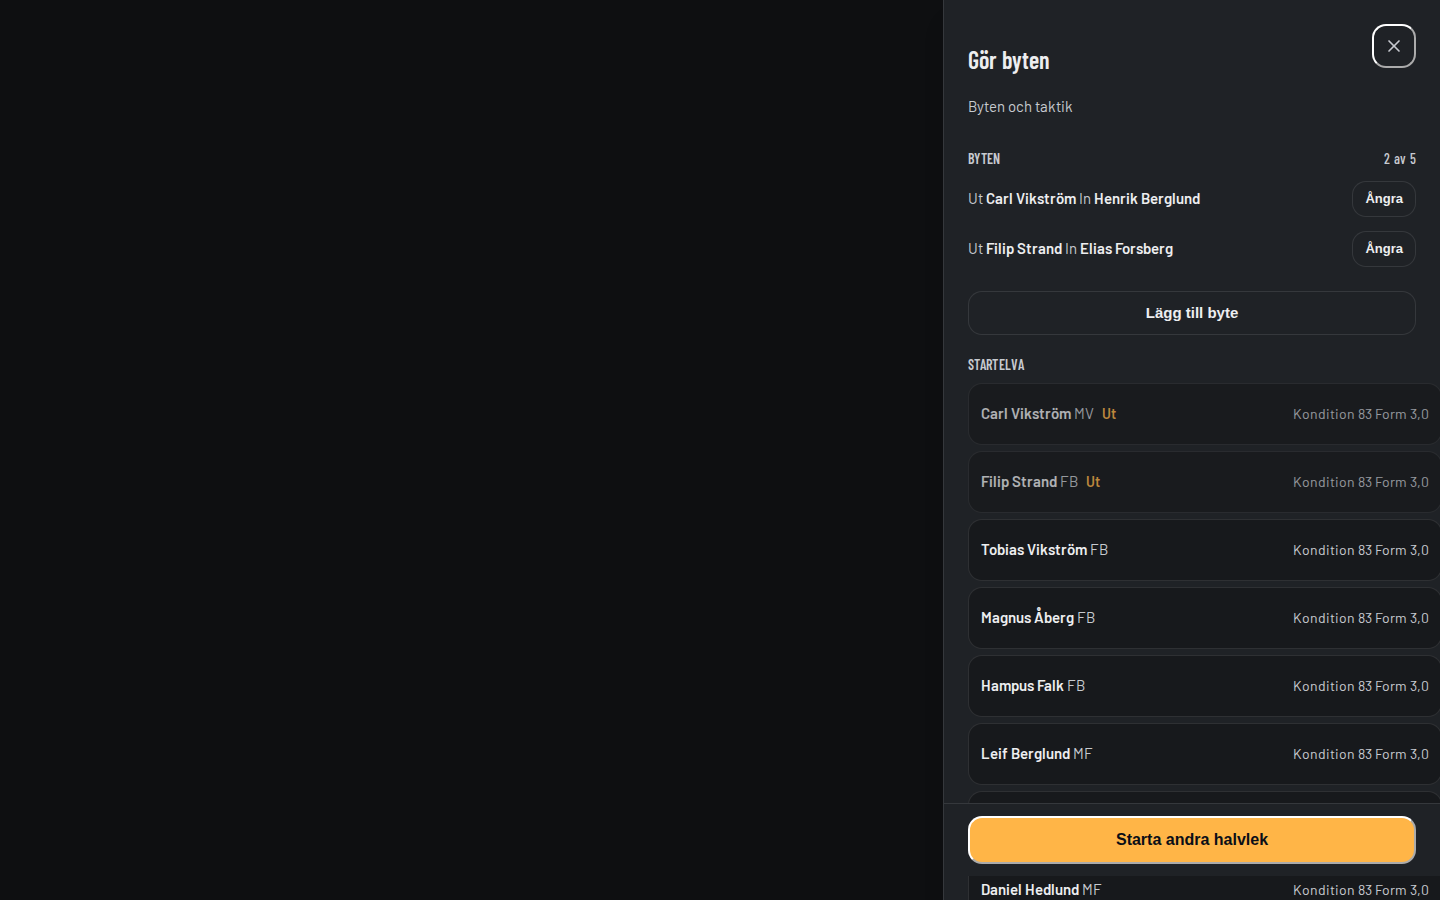 Gör byten
Byten och taktik
BYTEN 2 av 5
Ut Carl Vikström In Henrik Berglund Ångra
Ut Filip Strand In Elias Forsberg Ångra
Lägg till byte
STARTELVA
Carl Vikström MV Ut Kondition 83 Form 3,0
Filip Strand FB Ut Kondition 83 Form 3,0
Tobias Vikström FB Kondition 83 Form 3,0
Magnus Åberg FB Kondition 83 Form 3,0
Hampus Falk FB Kondition 83 Form 3,0
Leif Berglund MF Kondition 83 Form 3,0
Starta andra halvlek
Daniel Hedlund MF Kondition 83 Form 3,0